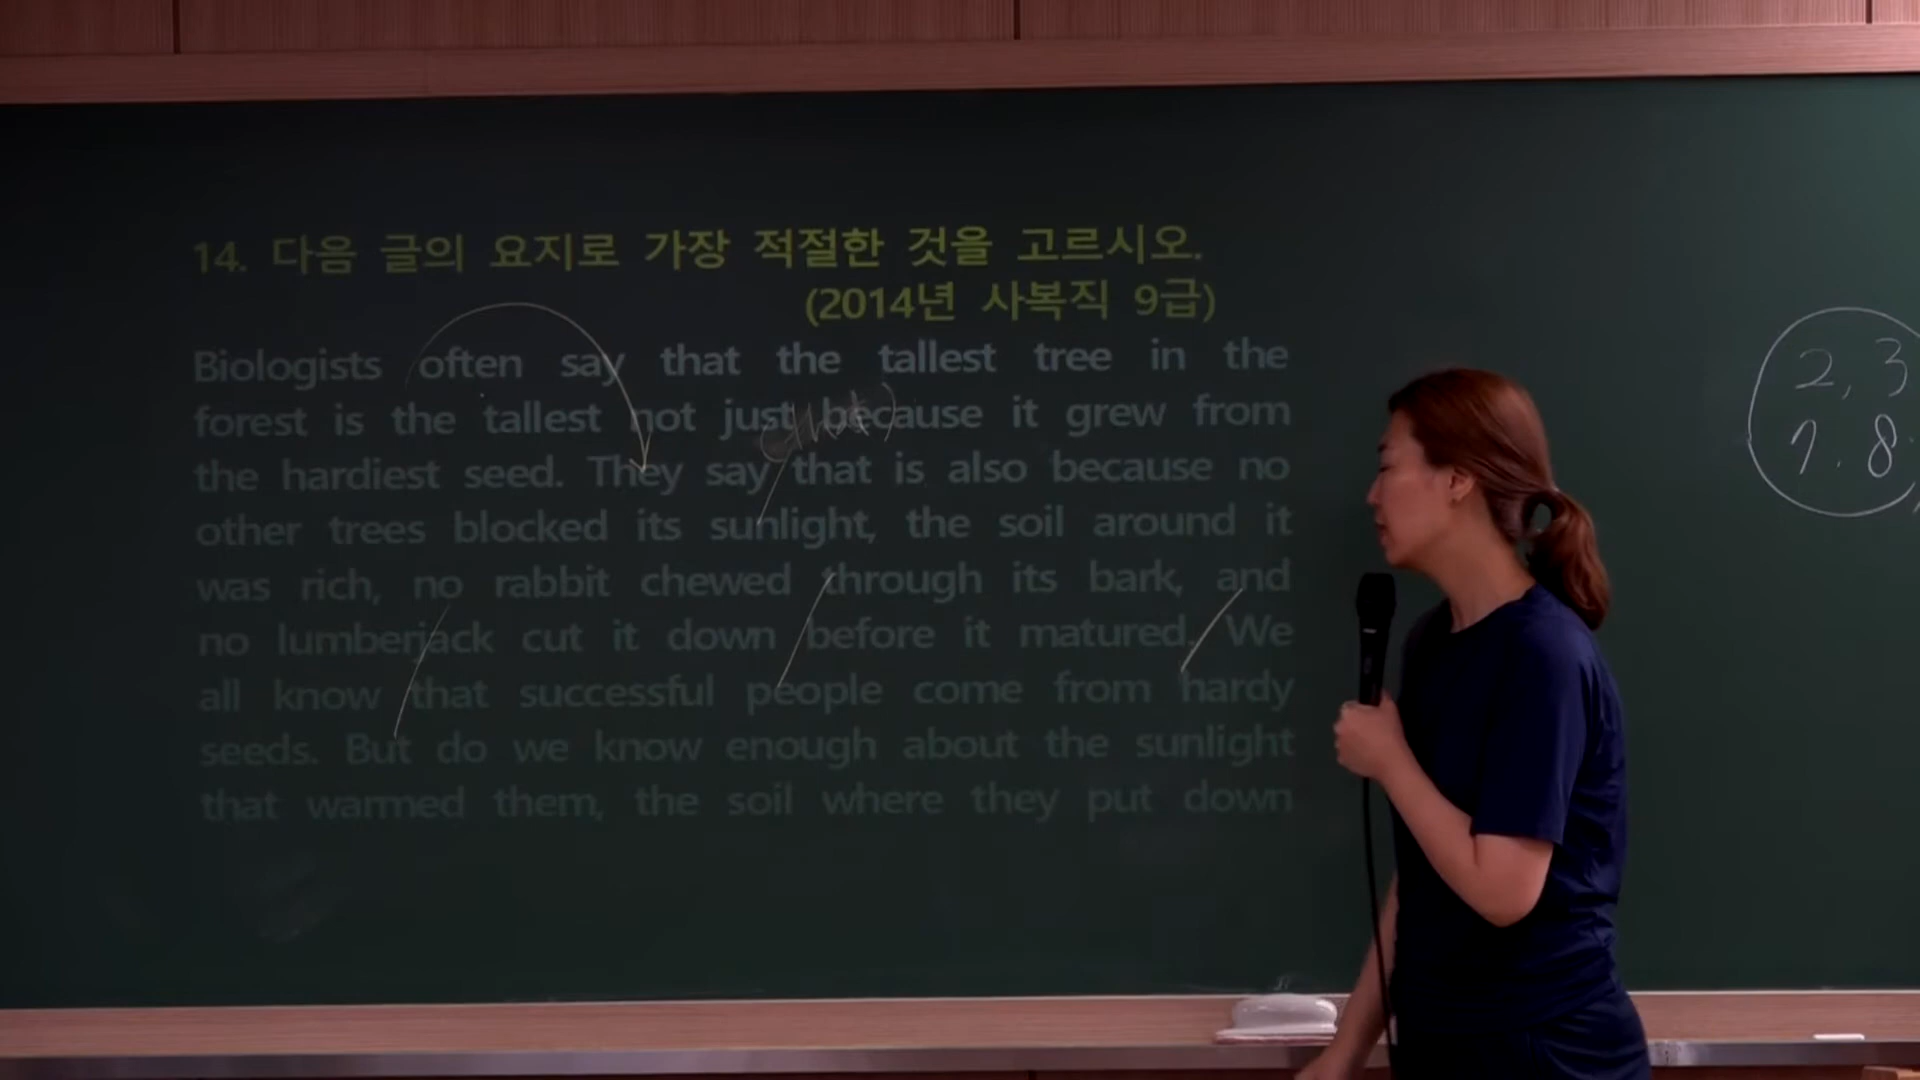 14. 다음 글의 요지로 가장 적절한 것을 고르시오.
(2014년 사복직 9급)
Biologists often say that the tallest tree in the
forest is the tallest not just because it grew from
the hardiest seed. They say that is also because no
other trees blocked its sunlight, the soil around it
was rich, no rabbit chewed through its bark, and
no lumberjack cut it down before it matured. We
all know that successful people come from hardy
seeds. But do we know enough about the sunlight
that warmed them, the soil where they put down
(that)
2, 3
7. 8